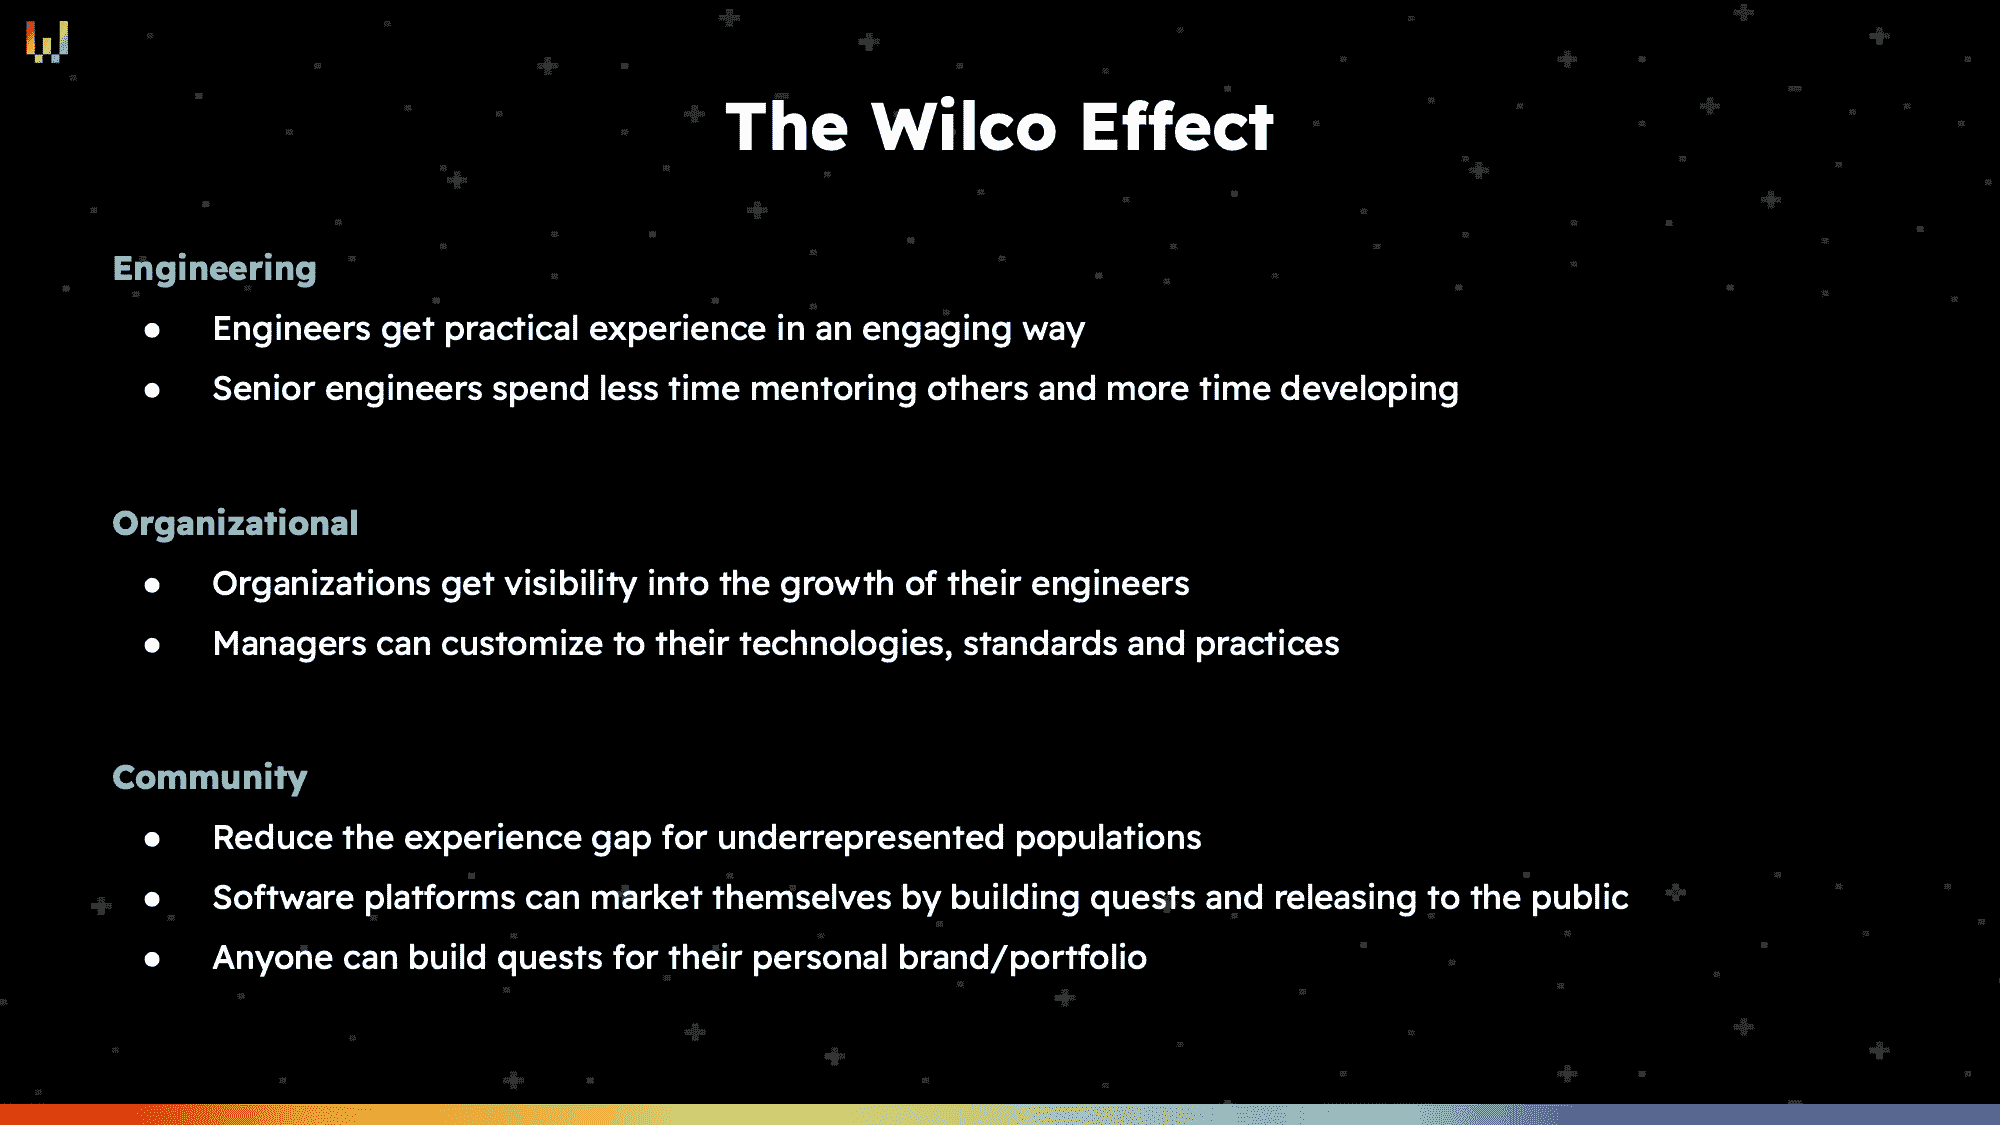 The Wilco Effect
Engineering
● Engineers get practical experience in an engaging way
● Senior engineers spend less time mentoring others and more time developing
Organizational
● Organizations get visibility into the growth of their engineers
● Managers can customize to their technologies, standards and practices
Community
● Reduce the experience gap for underrepresented populations
● Software platforms can market themselves by building quests and releasing to the public
● Anyone can build quests for their personal brand/portfolio